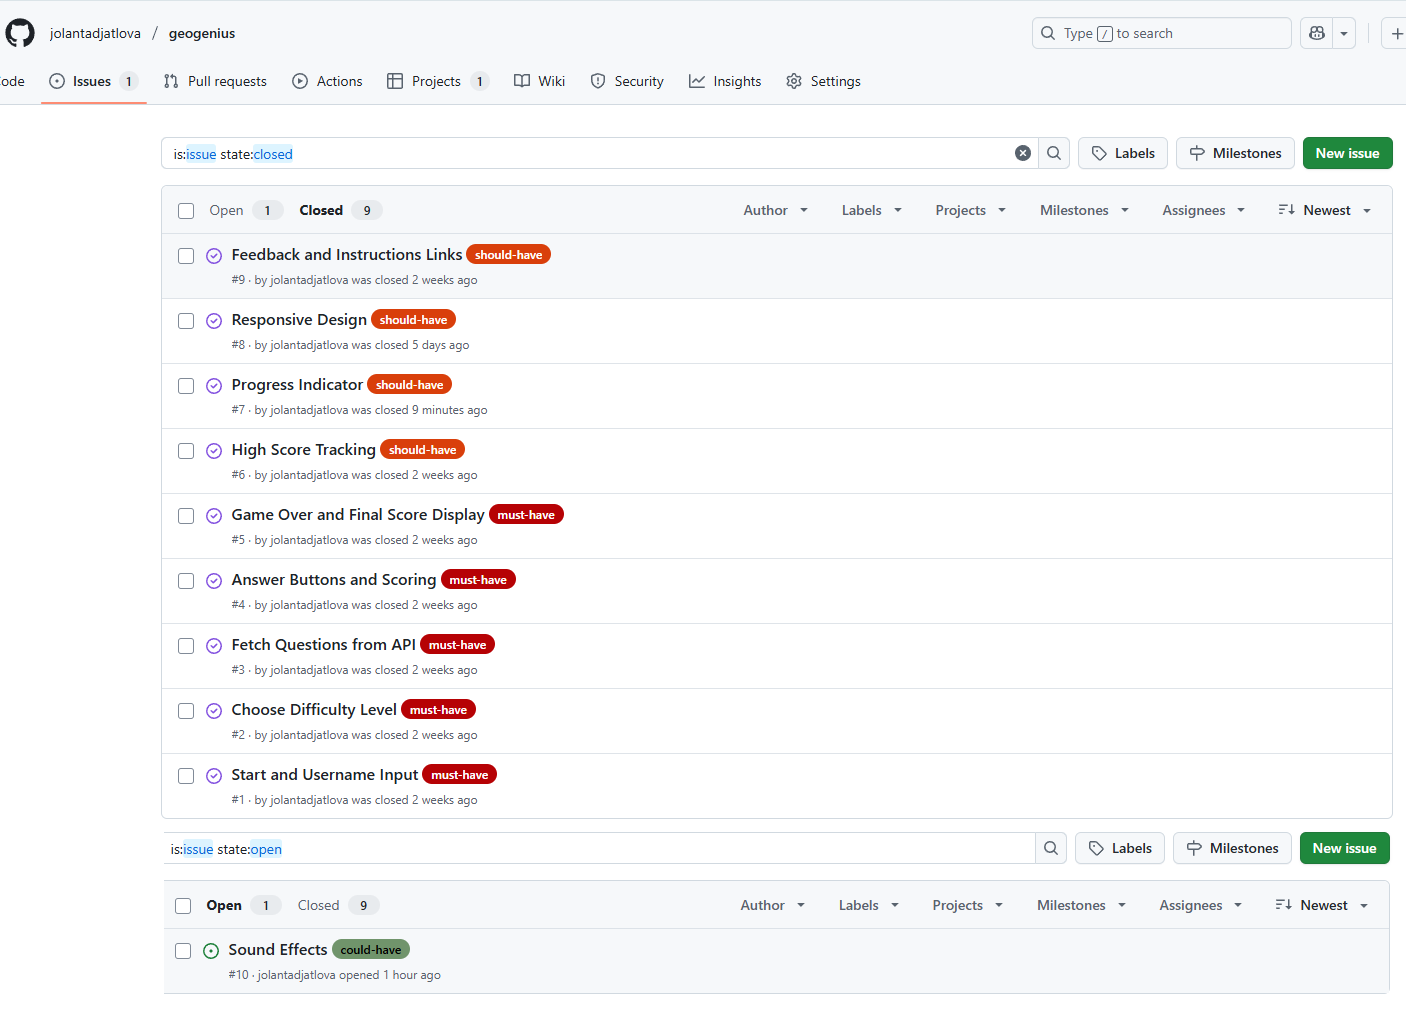 jolantadjatlova / geogenius
Type / to search
ode
Issues 1
Pull requests
Actions
Projects 1
Wiki
Security
Insights
Settings
is:issue state:closed
Labels
Milestones
New issue
Open 1
Closed 9
Author
Labels
Projects
Milestones
Assignees
Newest
Feedback and Instructions Links should-have
#9 · by jolantadjatlova was closed 2 weeks ago
Responsive Design should-have
#8 · by jolantadjatlova was closed 5 days ago
Progress Indicator should-have
#7 · by jolantadjatlova was closed 9 minutes ago
High Score Tracking should-have
#6 · by jolantadjatlova was closed 2 weeks ago
Game Over and Final Score Display must-have
#5 · by jolantadjatlova was closed 2 weeks ago
Answer Buttons and Scoring must-have
#4 · by jolantadjatlova was closed 2 weeks ago
Fetch Questions from API must-have
#3 · by jolantadjatlova was closed 2 weeks ago
Choose Difficulty Level must-have
#2 · by jolantadjatlova was closed 2 weeks ago
Start and Username Input must-have
#1 · by jolantadjatlova was closed 2 weeks ago
is:issue state:open
Labels
Milestones
New issue
Open 1
Closed 9
Author
Labels
Projects
Milestones
Assignees
Newest
Sound Effects could-have
#10 · jolantadjatlova opened 1 hour ago